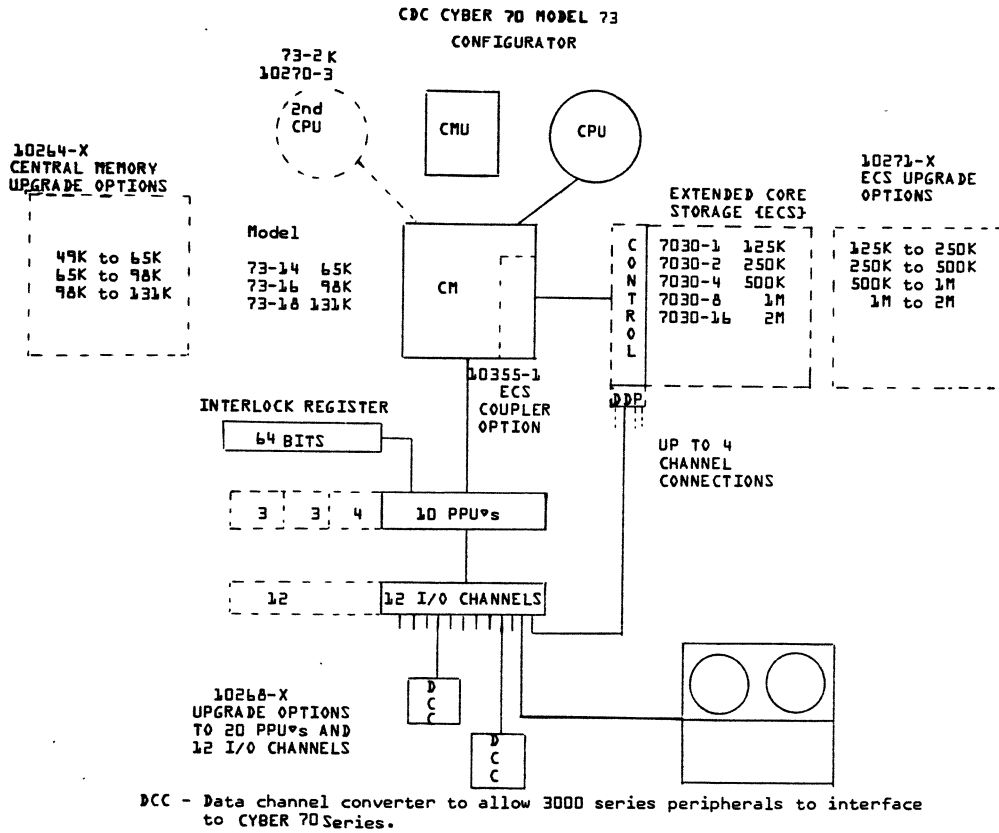 CDC CYBER 70 MODEL 73
CONFIGURATOR
73-2K
10270-3
2nd
CPU
CMU
CPU
10264-X
CENTRAL MEMORY
UPGRADE OPTIONS
49K to 65K
65K to 98K
98K to 131K
Model
73-14 65K
73-16 98K
73-18 131K
CM
EXTENDED CORE
STORAGE {ECS}
CONTROL
7030-1 125K
7030-2 250K
7030-4 500K
7030-8 1M
7030-16 2M
10271-X
ECS UPGRADE
OPTIONS
125K to 250K
250K to 500K
500K to 1M
1M to 2M
10355-1
ECS
COUPLER
OPTION
DDP
UP TO 4
CHANNEL
CONNECTIONS
INTERLOCK REGISTER
64 BITS
3 3 4 10 PPU♥s
12 12 I/O CHANNELS
10268-X
UPGRADE OPTIONS
TO 20 PPU♥s AND
12 I/O CHANNELS
DCC
DCC
DCC - Data channel converter to allow 3000 series peripherals to interface
to CYBER 70 Series.